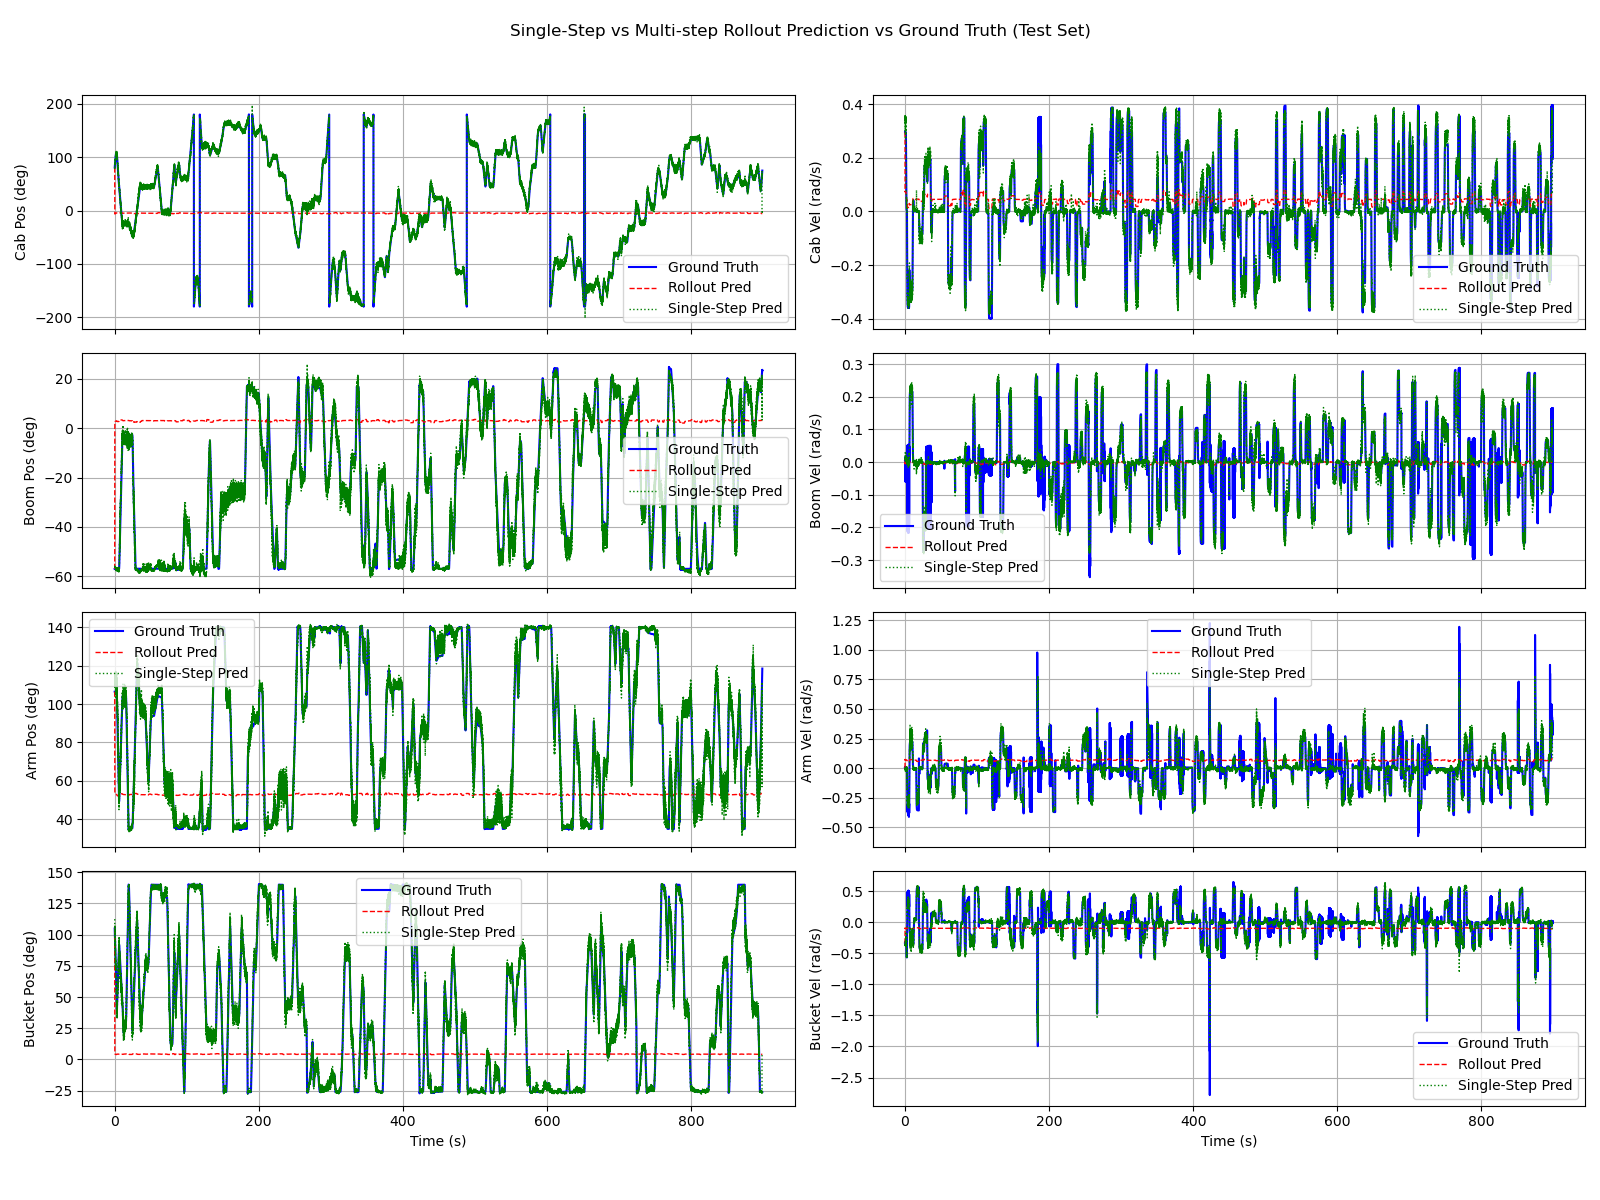 Single-Step vs Multi-step Rollout Prediction vs Ground Truth (Test Set)
200
100
0
−100
−200
Cab Pos (deg)
Ground Truth
Rollout Pred
Single-Step Pred
0.4
0.2
0.0
−0.2
−0.4
Cab Vel (rad/s)
Ground Truth
Rollout Pred
Single-Step Pred
20
0
−20
−40
−60
Boom Pos (deg)
Ground Truth
Rollout Pred
Single-Step Pred
0.3
0.2
0.1
0.0
−0.1
−0.2
−0.3
Boom Vel (rad/s)
Ground Truth
Rollout Pred
Single-Step Pred
140
120
100
80
60
40
Arm Pos (deg)
Ground Truth
Rollout Pred
Single-Step Pred
1.25
1.00
0.75
0.50
0.25
0.00
−0.25
−0.50
Arm Vel (rad/s)
Ground Truth
Rollout Pred
Single-Step Pred
150
125
100
75
50
25
0
−25
Bucket Pos (deg)
Ground Truth
Rollout Pred
Single-Step Pred
0 200 400 600 800
Time (s)
0.5
0.0
−0.5
−1.0
−1.5
−2.0
−2.5
Bucket Vel (rad/s)
Ground Truth
Rollout Pred
Single-Step Pred
0 200 400 600 800
Time (s)